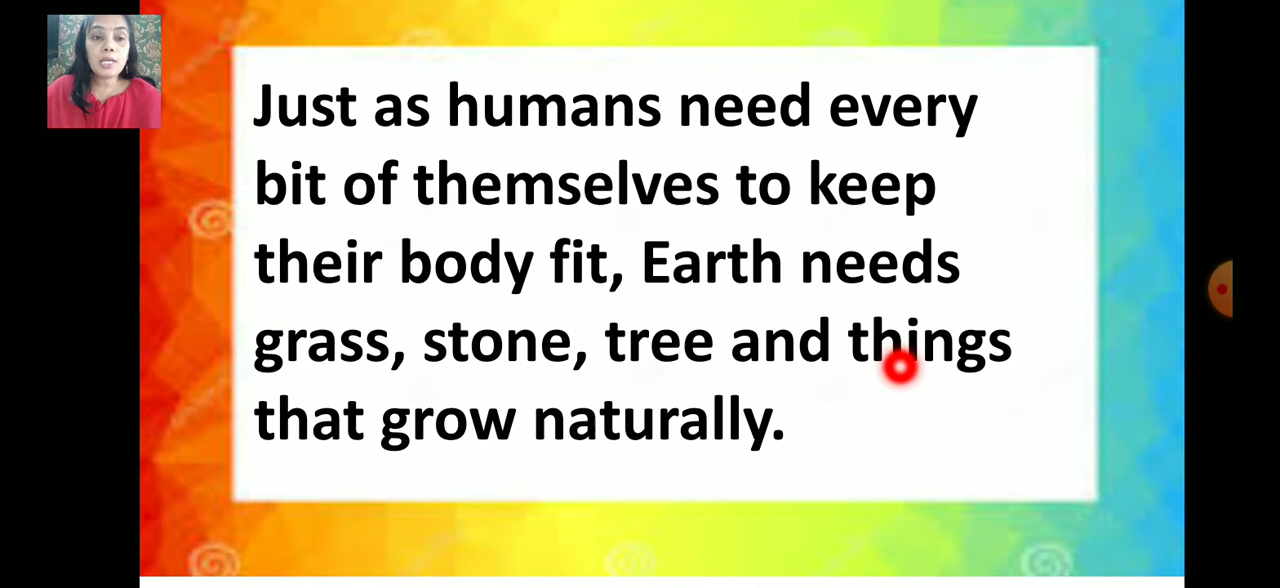 Just as humans need every
bit of themselves to keep
their body fit, Earth needs
grass, stone, tree and things
that grow naturally.